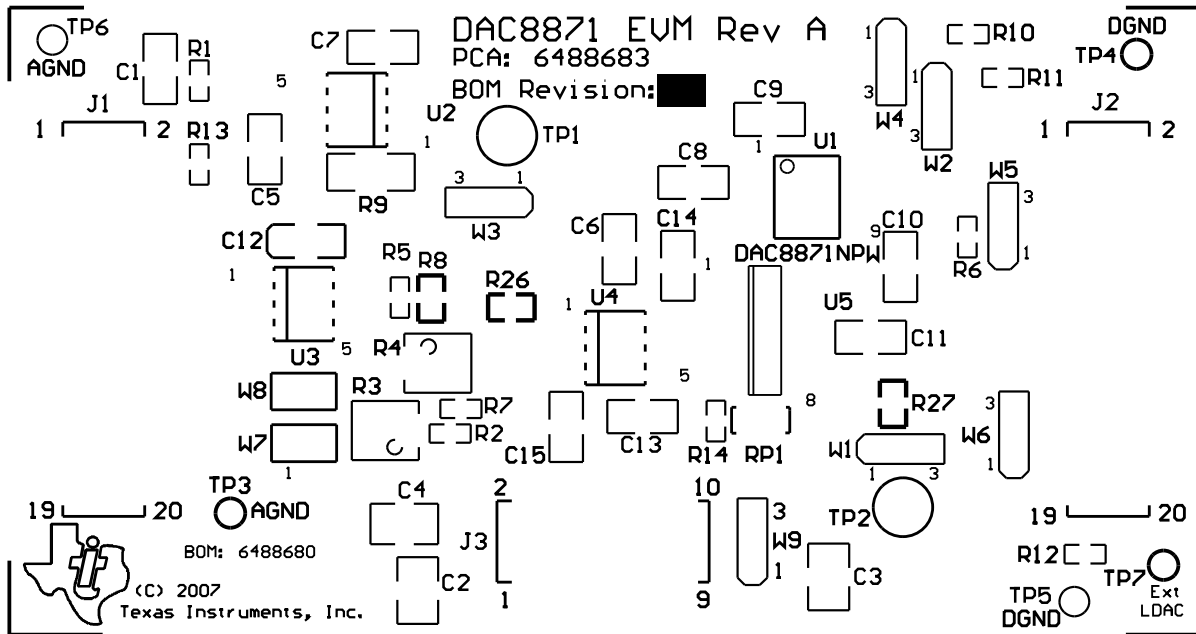 TP6
AGND
C1
R1
J1
1 2
R13
C5
5
C7
U2
1
R9
DAC8871 EVM Rev A
PCA: 6488683
BOM Revision:
TP1
3 1
W3
C9
1
U1
C8
DAC8871NPW
1
3
W4
1
3
W2
R10
R11
DGND
TP4
J2
1 2
W5
3
1
C12
1
U3
5
R5
R8
R26
R4
R3
W8
W7
1
R7
R2
C6
C14
1
1
U4
5
9
C10
R6
U5
C11
8
R27
C15
C13
R14
RP1
W1
1 3
TP2
3
W6
1
19 20
TP3
AGND
BOM: 6488680
(C) 2007
Texas Instruments, Inc.
C4
C2
J3
2
1
10
9
3
W9
1
C3
19 20
R12
TP5
DGND
TP7
Ext
LDAC